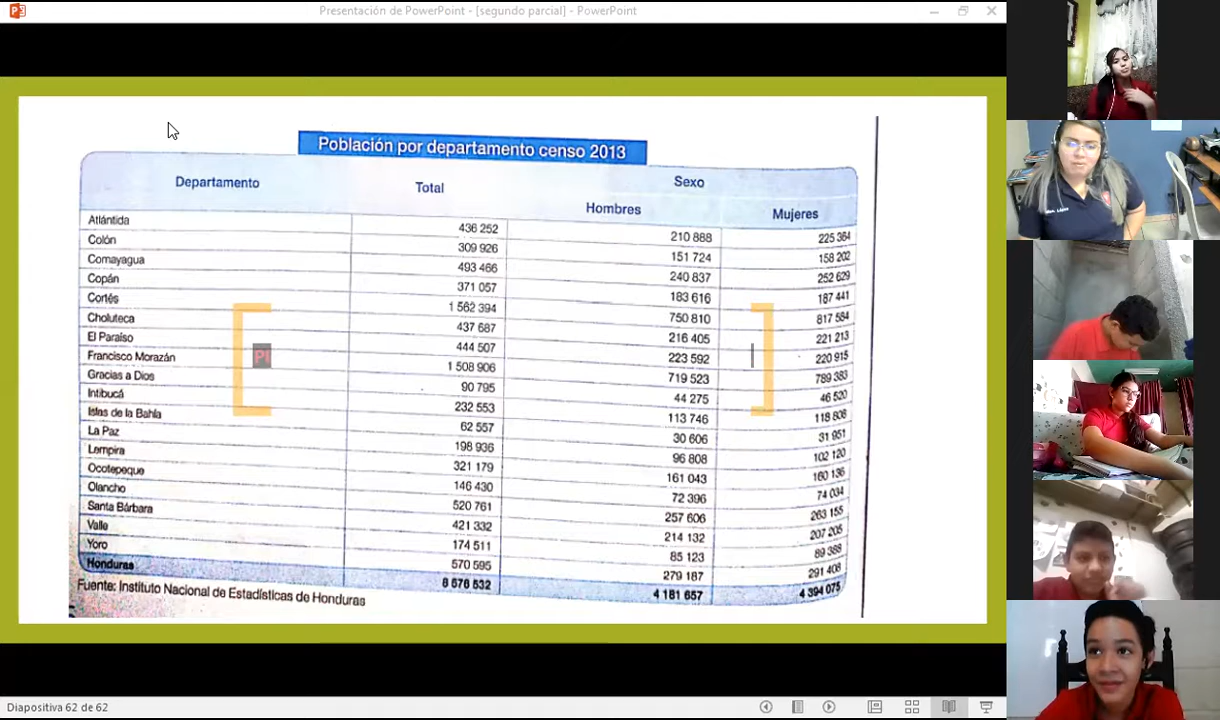 Presentación de PowerPoint - [segundo parcial] - PowerPoint
Población por departamento censo 2013
Departamento Total Sexo
Hombres Mujeres
Atlántida 436 252 210 888 225 364
Colón 309 926 151 724 158 202
Comayagua 493 466 240 837 252 629
Copán 371 057 183 616 187 441
Cortés 1 562 394 750 810 817 584
Choluteca 437 687 216 405 221 213
El Paraíso 444 507 223 592 220 915
Francisco Morazán 1 508 906 719 523 789 383
Gracias a Dios 90 795 44 275 46 520
Intibucá 232 553 113 746 118 808
Islas de la Bahía 62 557 30 606 31 951
La Paz 198 936 96 808 102 120
Lempira 321 179 161 043 160 136
Ocotepeque 146 430 72 396 74 034
Olancho 520 761 257 606 263 155
Santa Bárbara 421 332 214 132 207 205
Valle 174 511 85 123 89 388
Yoro 570 595 279 187 291 408
Honduras 8 576 532 4 181 657 4 394 075
Fuente: Instituto Nacional de Estadísticas de Honduras
Diapositiva 62 de 62